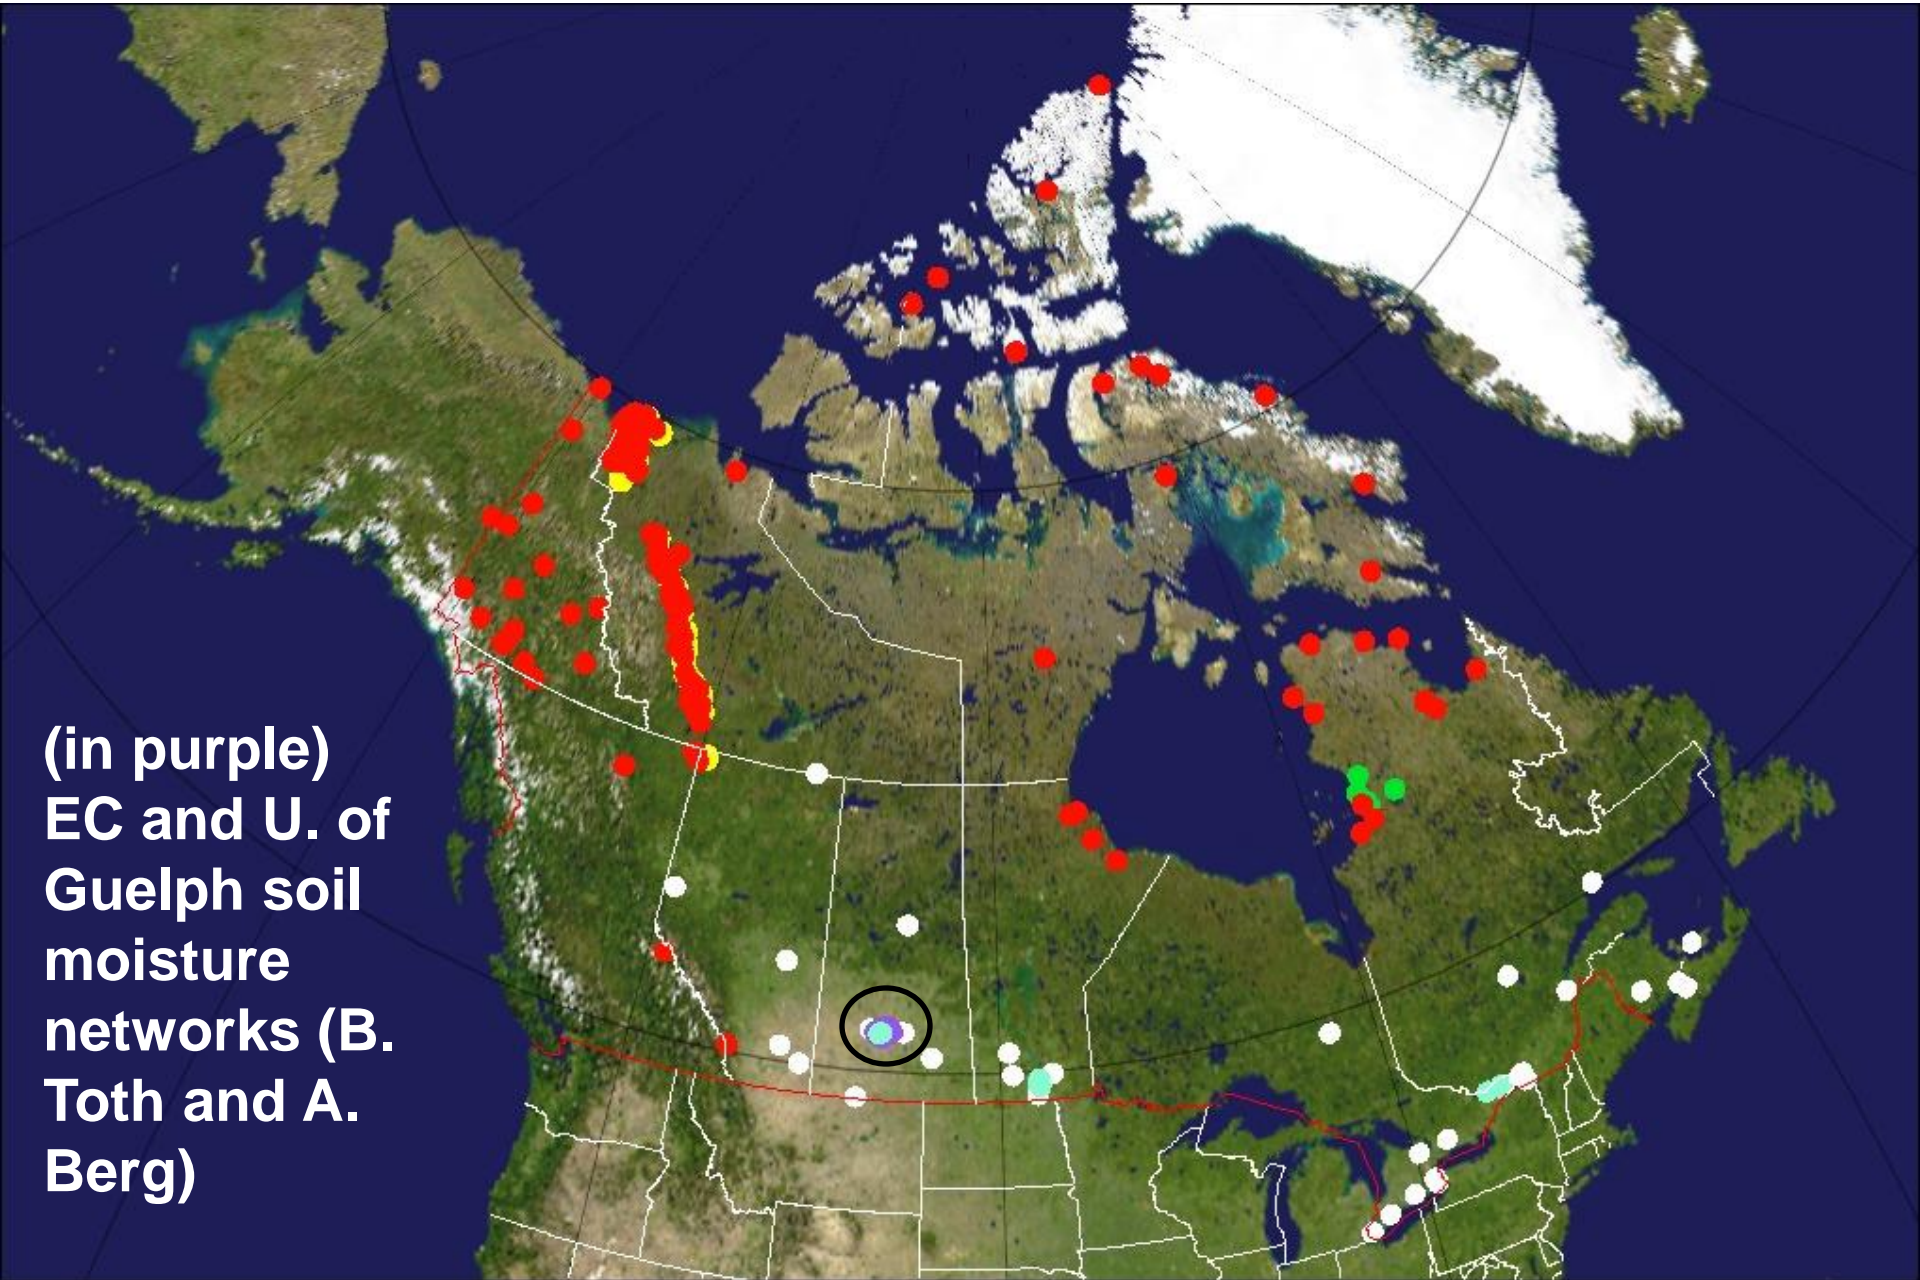 (in purple)
EC and U. of
Guelph soil
moisture
networks (B.
Toth and A.
Berg)